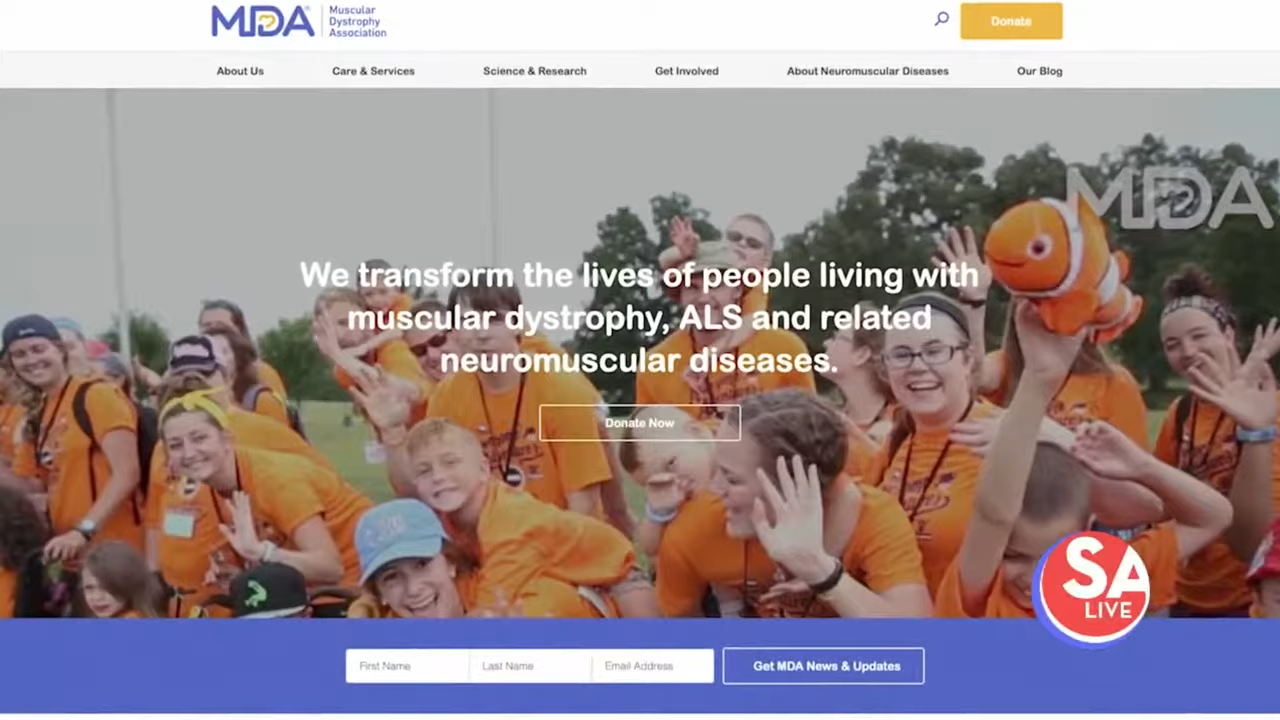 MDA
Muscular
Dystrophy
Association
Donate
About Us
Care & Services
Science & Research
Get Involved
About Neuromuscular Diseases
Our Blog
MDA
We transform the lives of people living with
muscular dystrophy, ALS and related
neuromuscular diseases.
Donate Now
SA
LIVE
First Name
Last Name
Email Address
Get MDA News & Updates